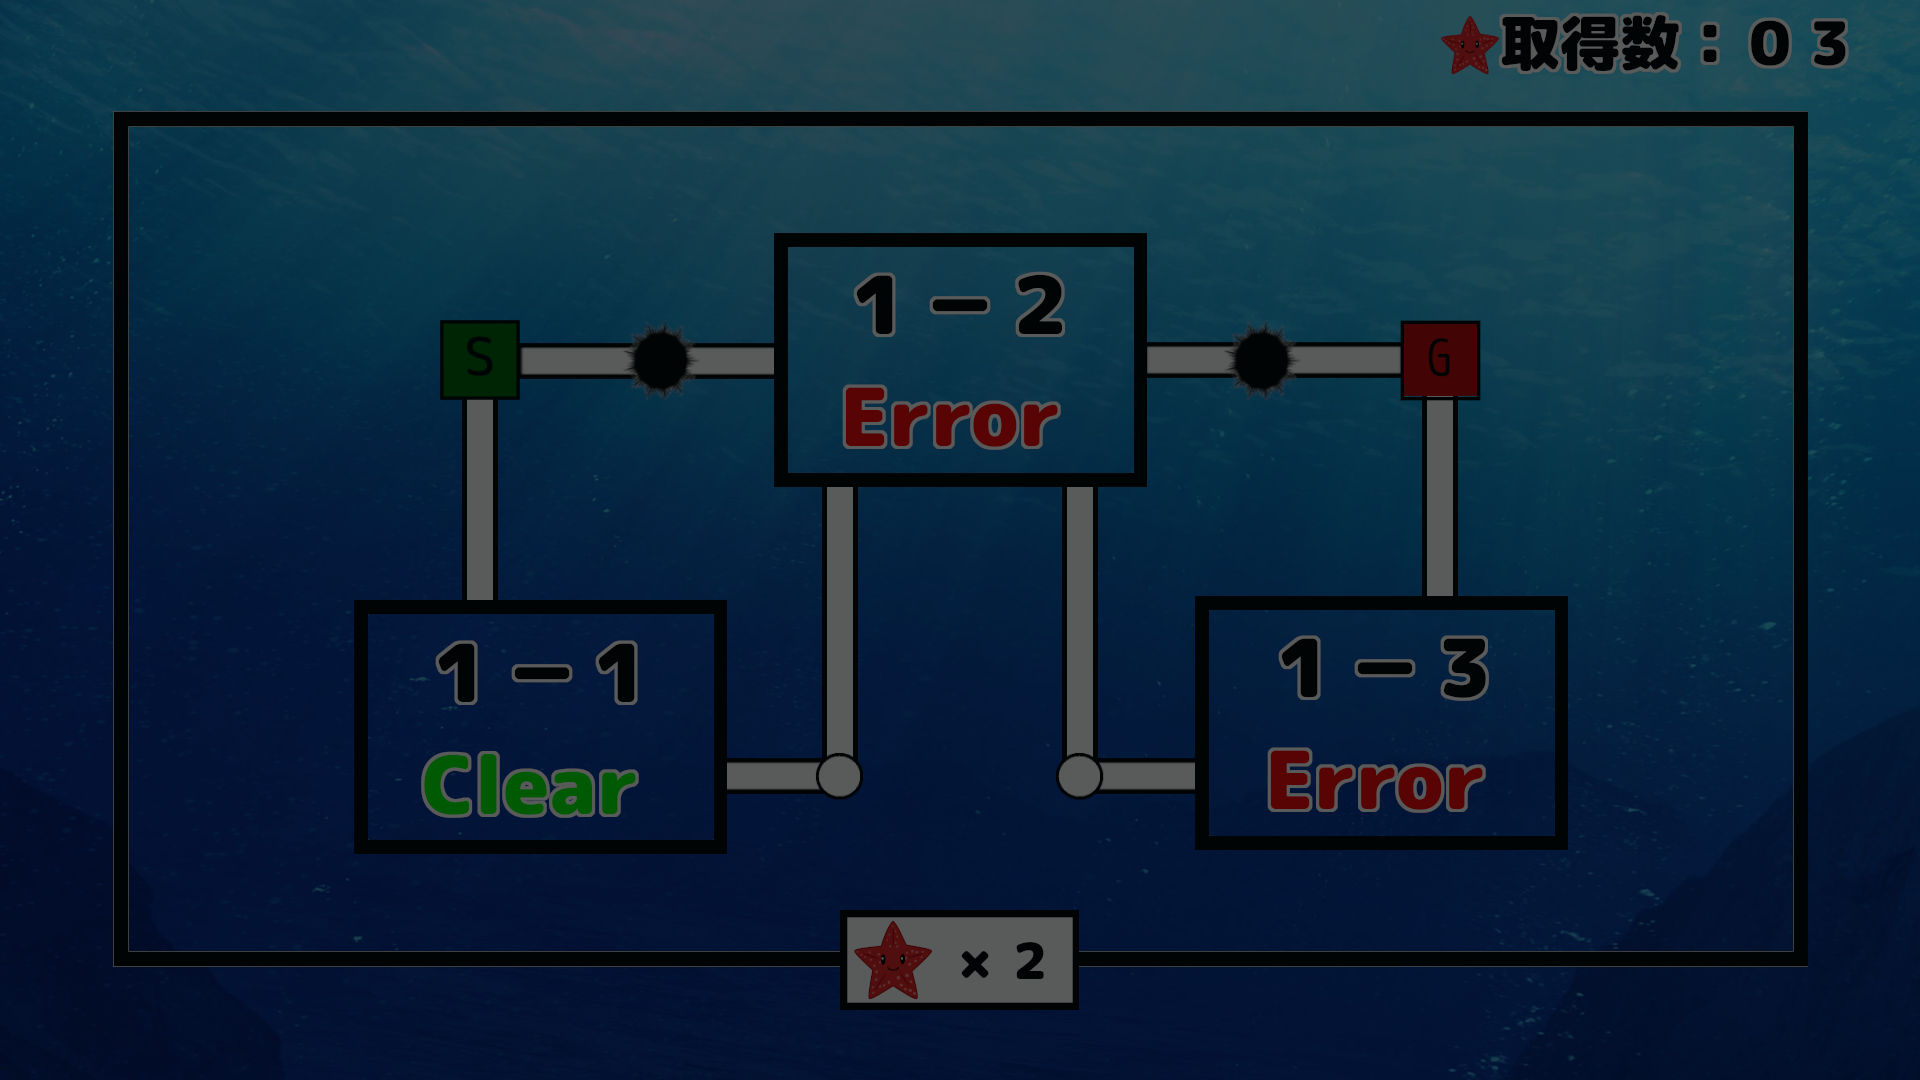 取得数：０３
１－２
Error
S
G
１－１
Clear
１－３
Error
× 2